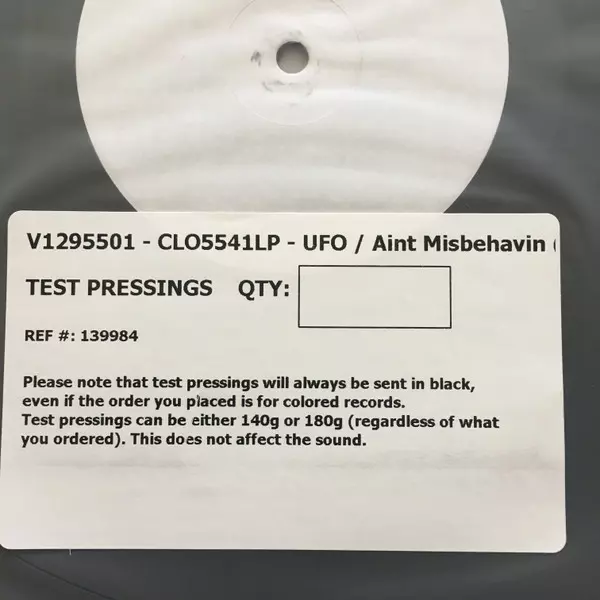 V1295501 - CLO5541LP - UFO / Aint Misbehavin (
TEST PRESSINGS QTY:
REF #: 139984
Please note that test pressings will always be sent in black,
even if the order you placed is for colored records.
Test pressings can be either 140g or 180g (regardless of what
you ordered). This does not affect the sound.